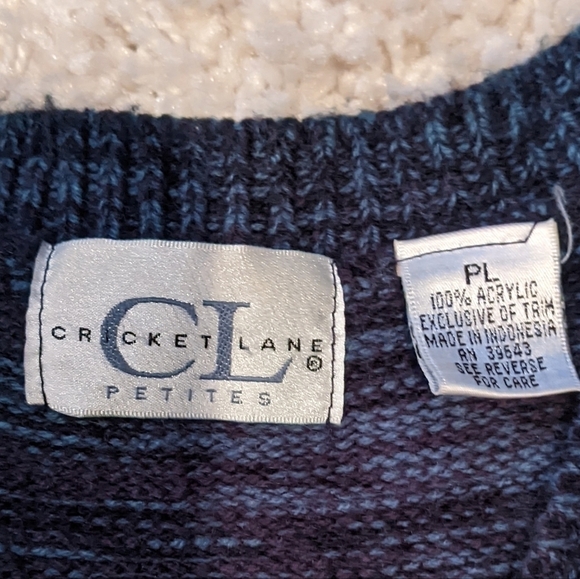 CL
CRICKET LANE ®
PETITES
PL
100% ACRYLIC
EXCLUSIVE OF TRIM
MADE IN INDONESIA
RN 39643
SEE REVERSE
FOR CARE